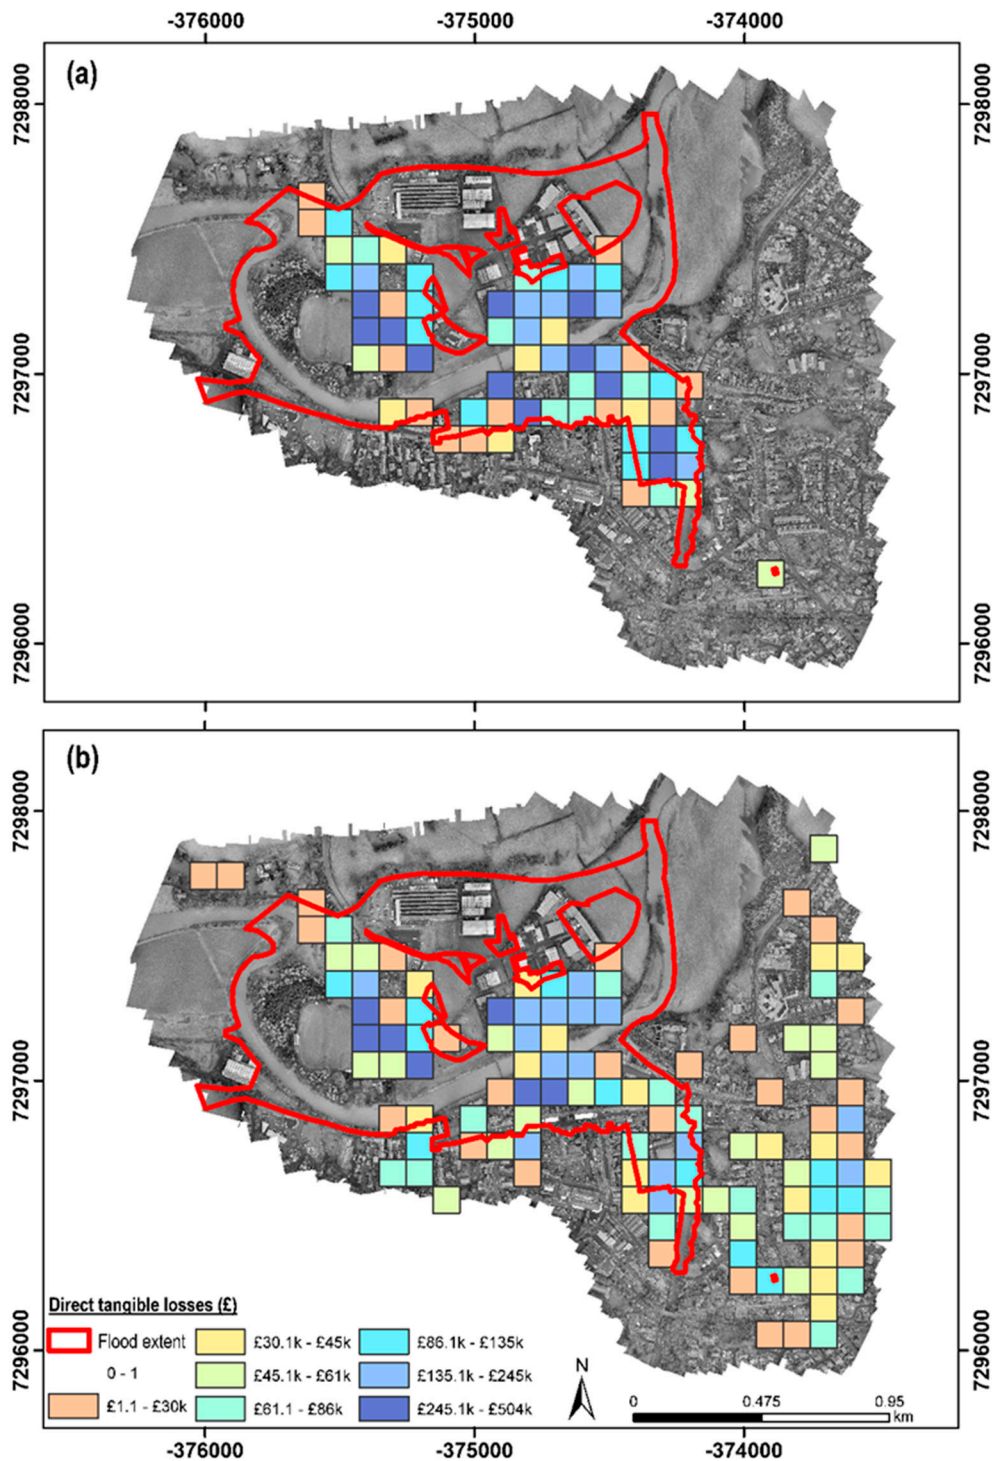 -376000 -375000 -374000
(a)
7298000 7298000
7297000 7297000
7296000 7296000
(b)
7298000 7298000
7297000 7297000
Direct tangible losses (£)
Flood extent £30.1k - £45k £86.1k - £135k
N
0 - 1 £45.1k - £61k £135.1k - £245k
7296000 7296000
£1.1 - £30k £61.1 - £86k £245.1k - £504k
0 0.475 0.95
km
-376000 -375000 -374000